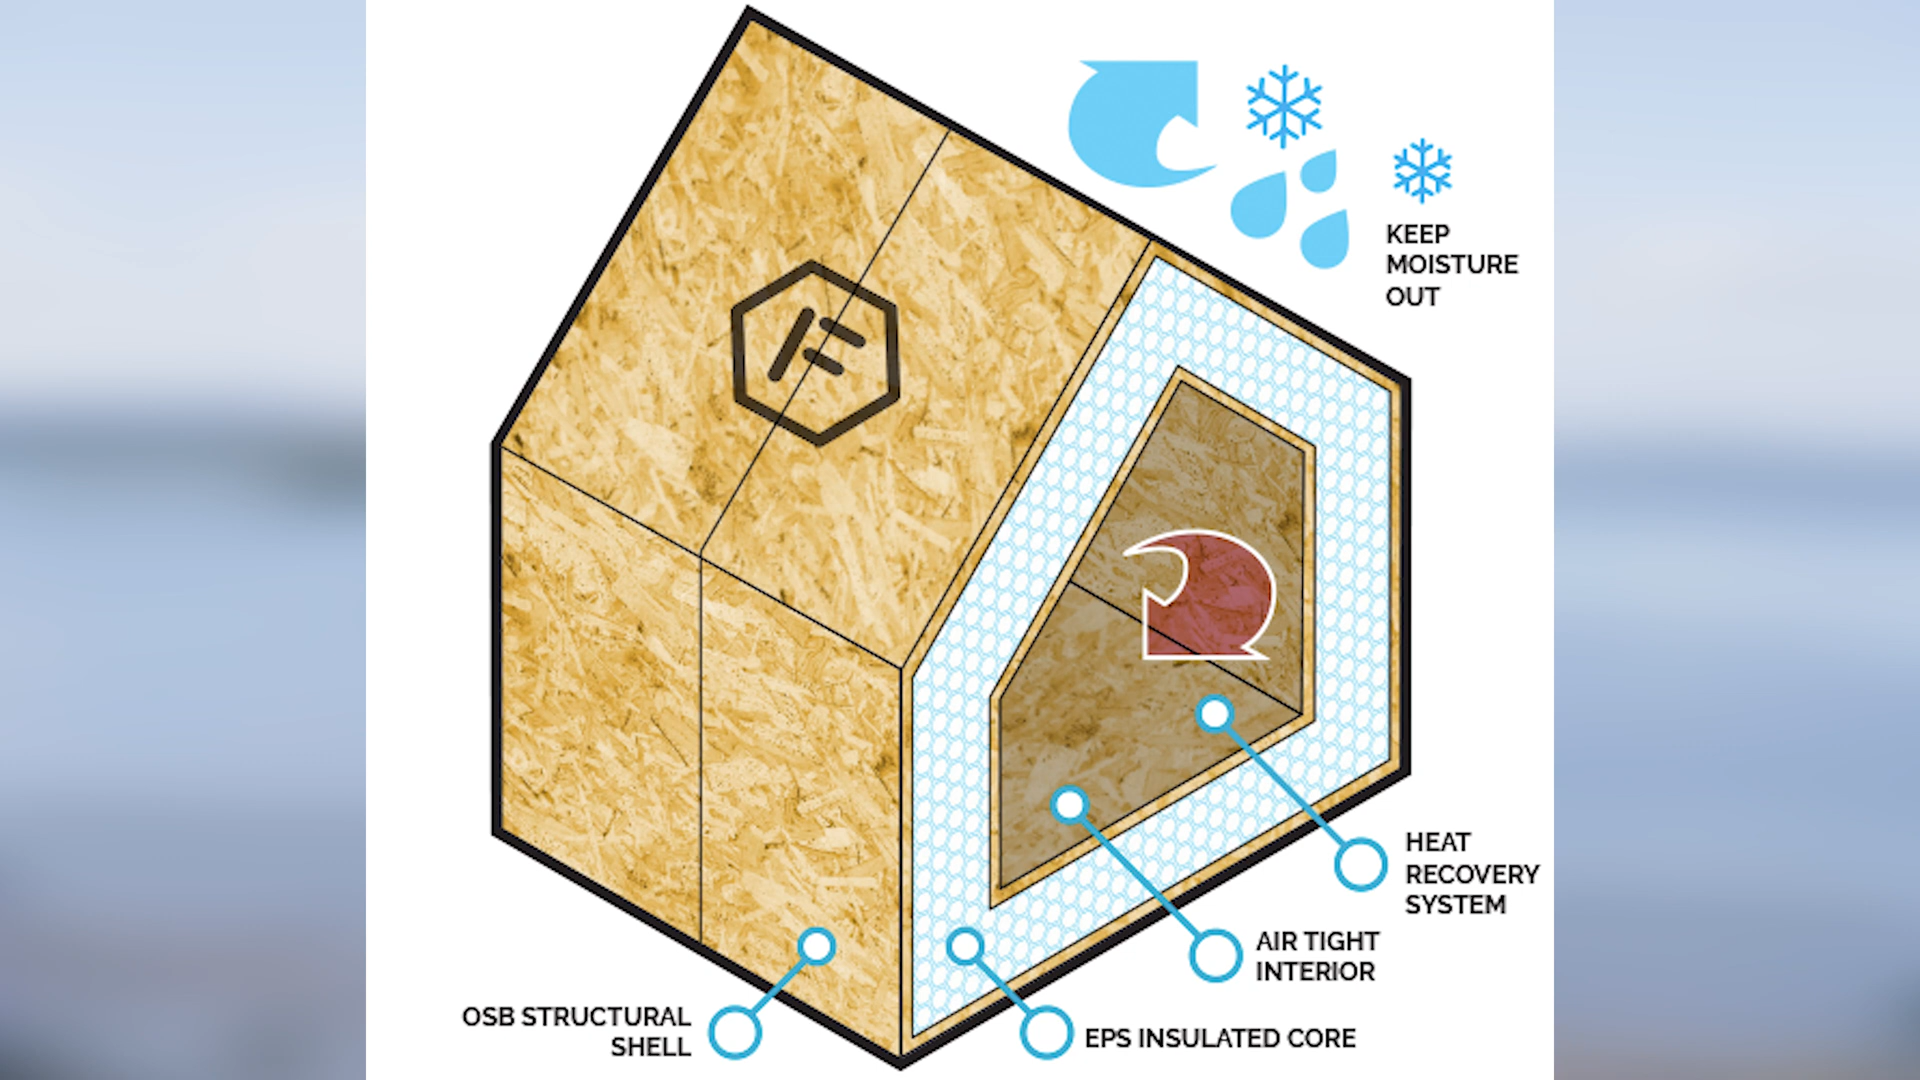 KEEP
MOISTURE
OUT
F
HEAT
RECOVERY
SYSTEM
AIR TIGHT
INTERIOR
OSB STRUCTURAL
SHELL
EPS INSULATED CORE